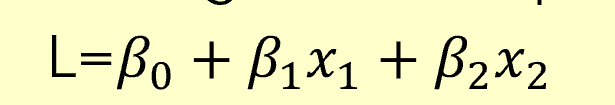 L=β₀ + β₁x₁ + β₂x₂